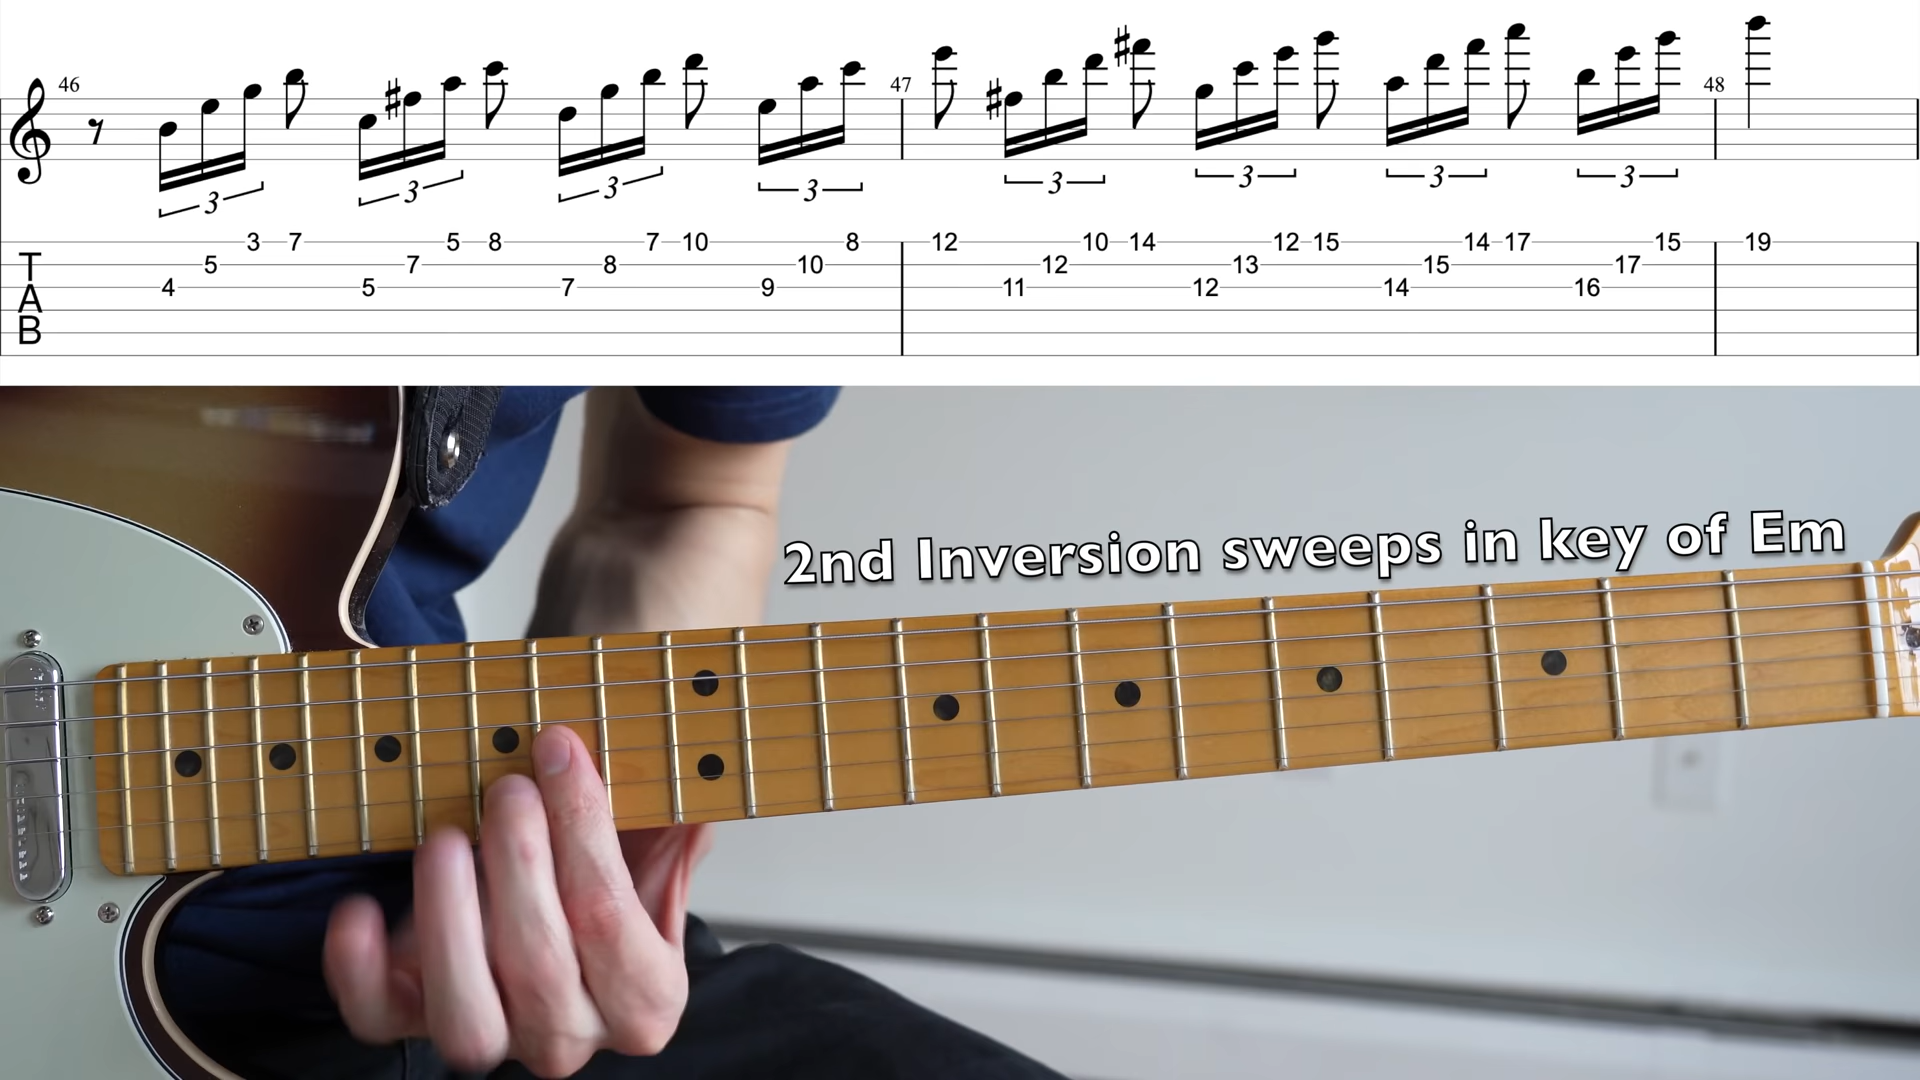 46 47 48
3 3 3 3 3 3 3 3
3 7 5 8 7 10 8 12 10 14 12 15 14 17 15 19
T 5 7 8 10 12 13 15 17
A 4 5 7 9 11 12 14 16
B
2nd Inversion sweeps in key of Em